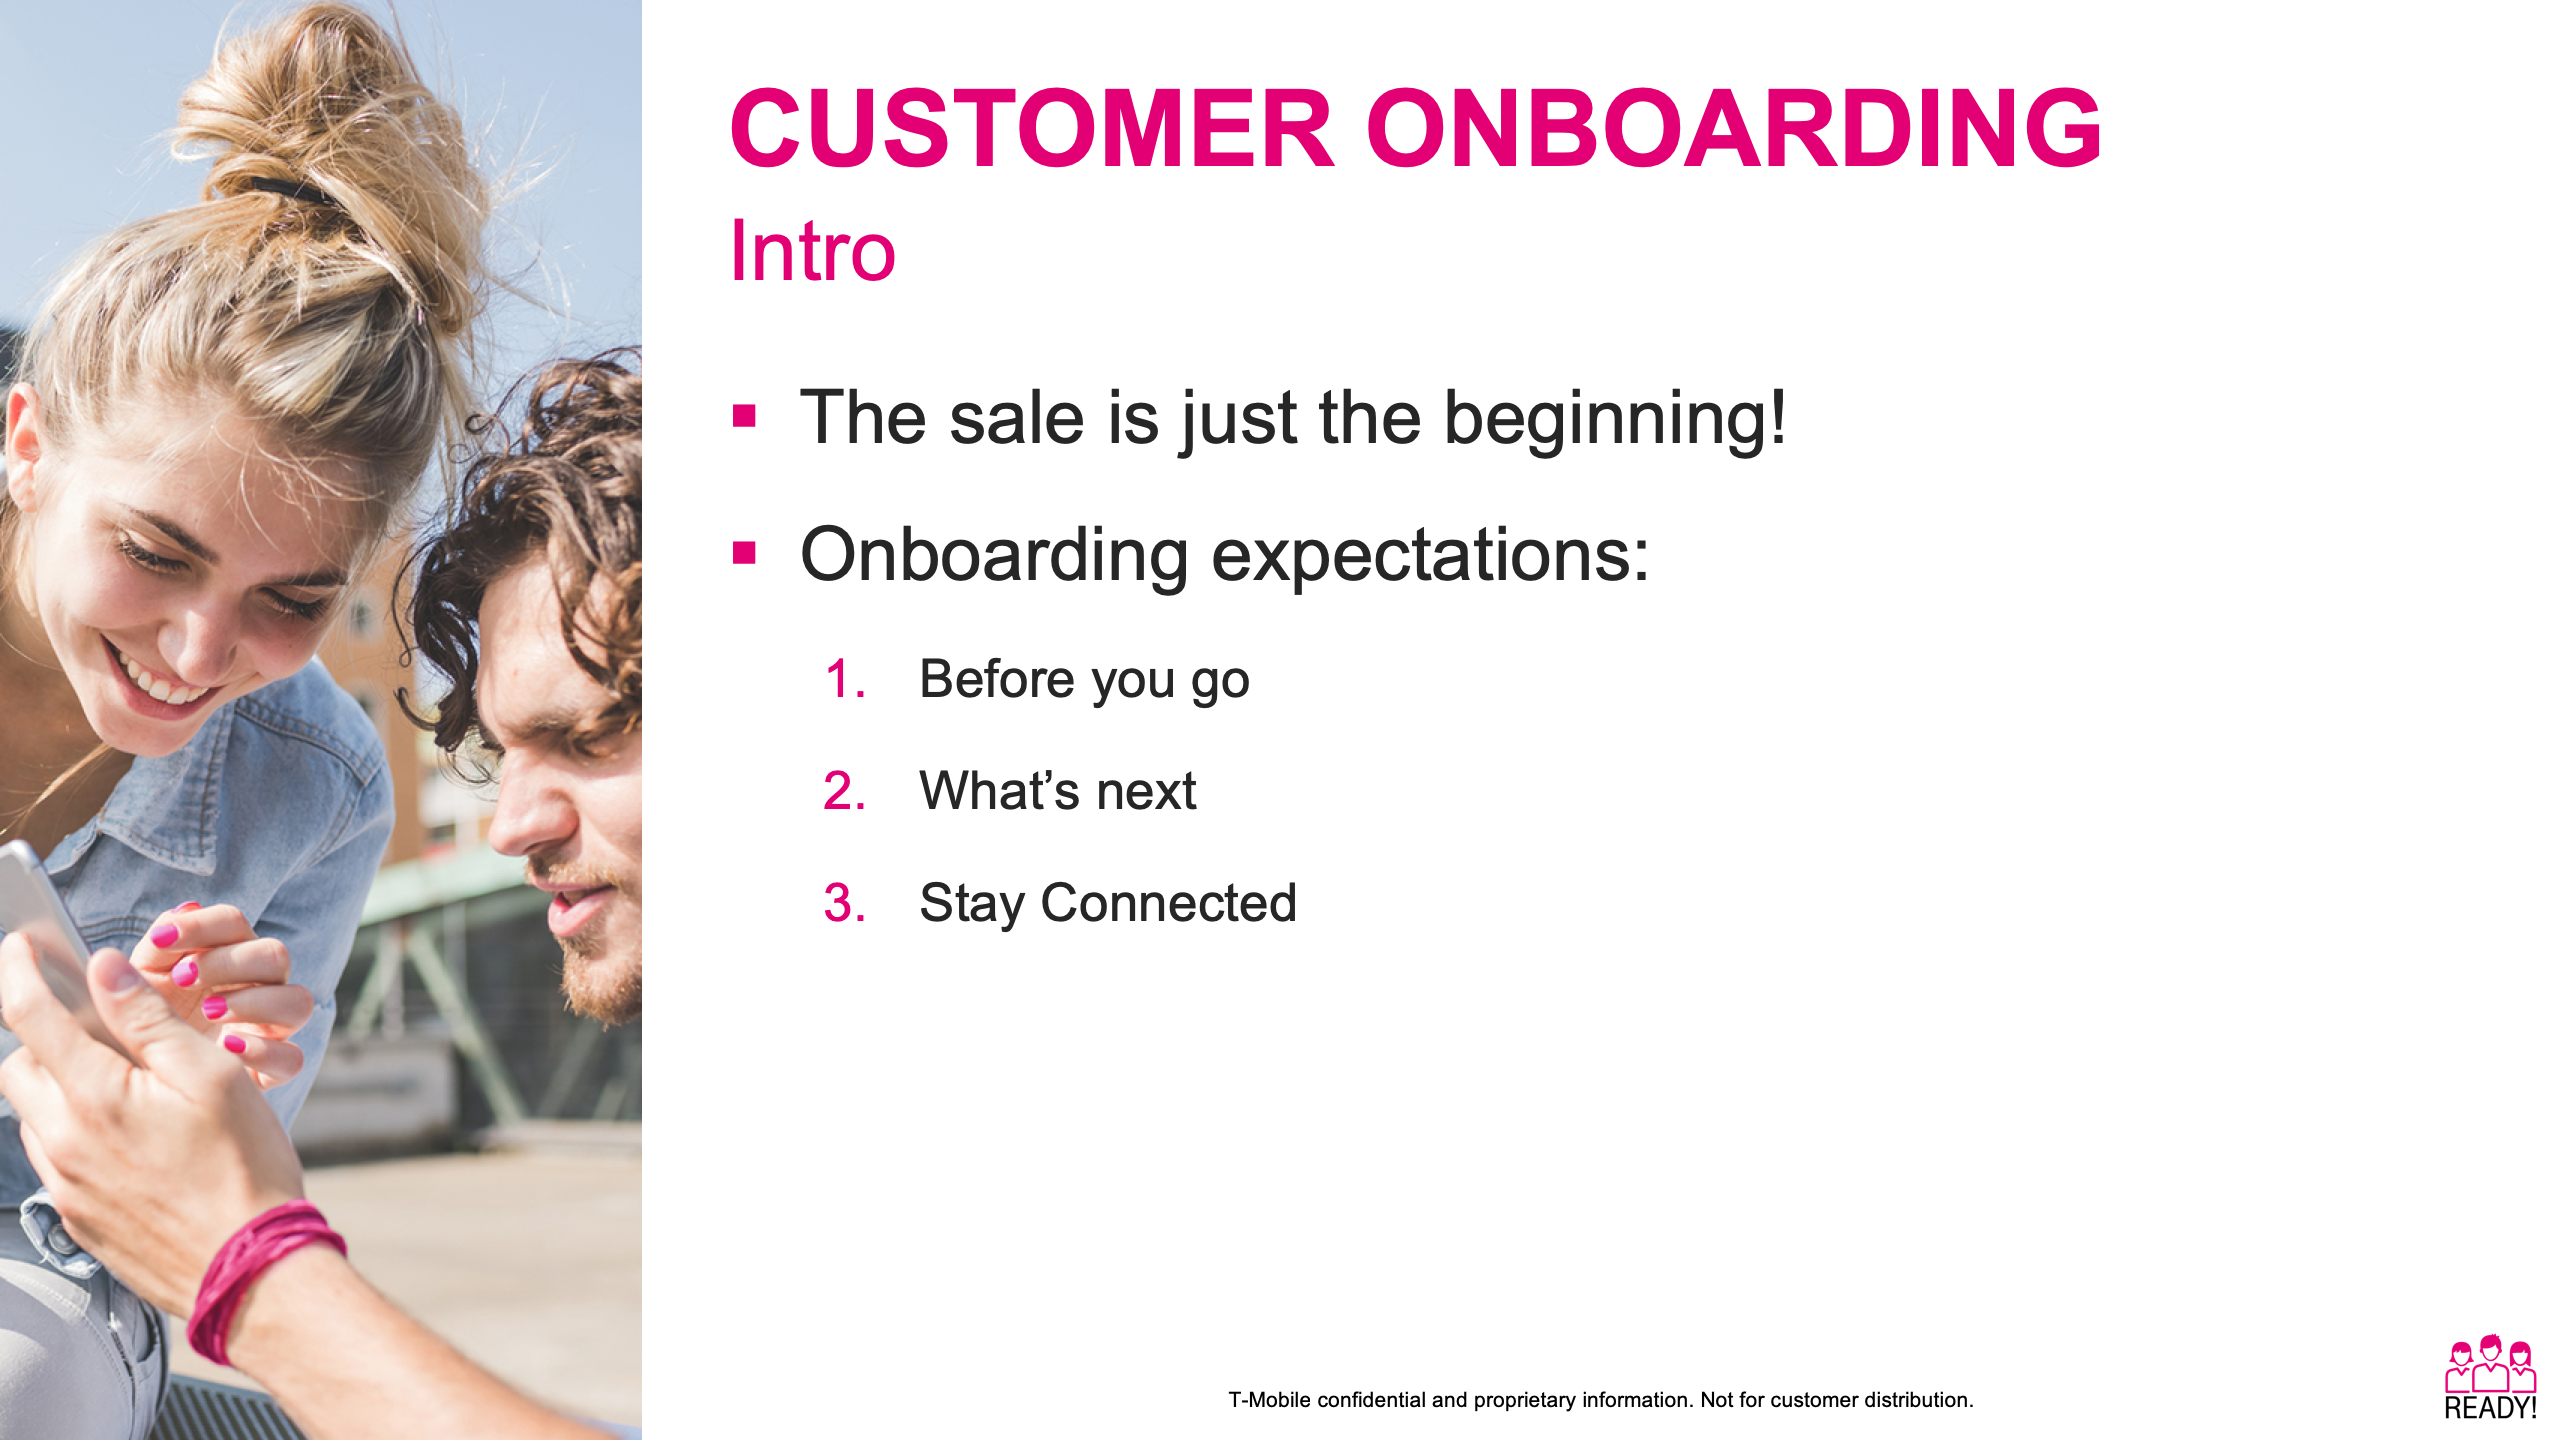 CUSTOMER ONBOARDING
Intro
▪ The sale is just the beginning!
▪ Onboarding expectations:
1. Before you go
2. What’s next
3. Stay Connected
T-Mobile confidential and proprietary information. Not for customer distribution.
READY!